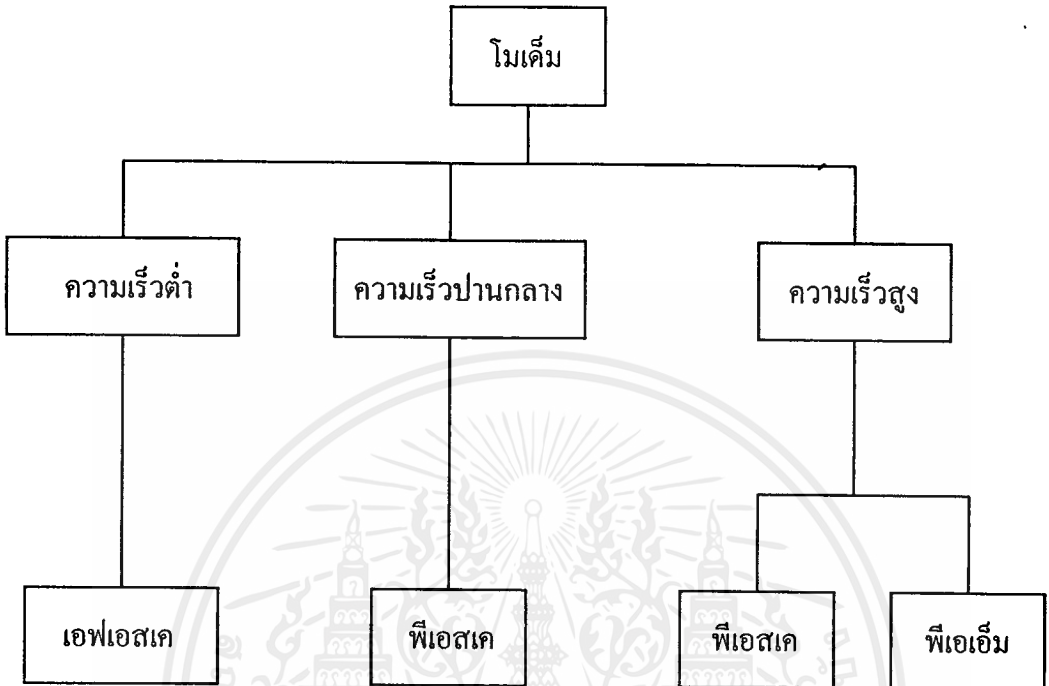 โมเด็ม
ความเร็วต่ำ
ความเร็วปานกลาง
ความเร็วสูง
เอฟเอสเค
พีเอสเค
พีเอสเค
พีเอเอ็ม